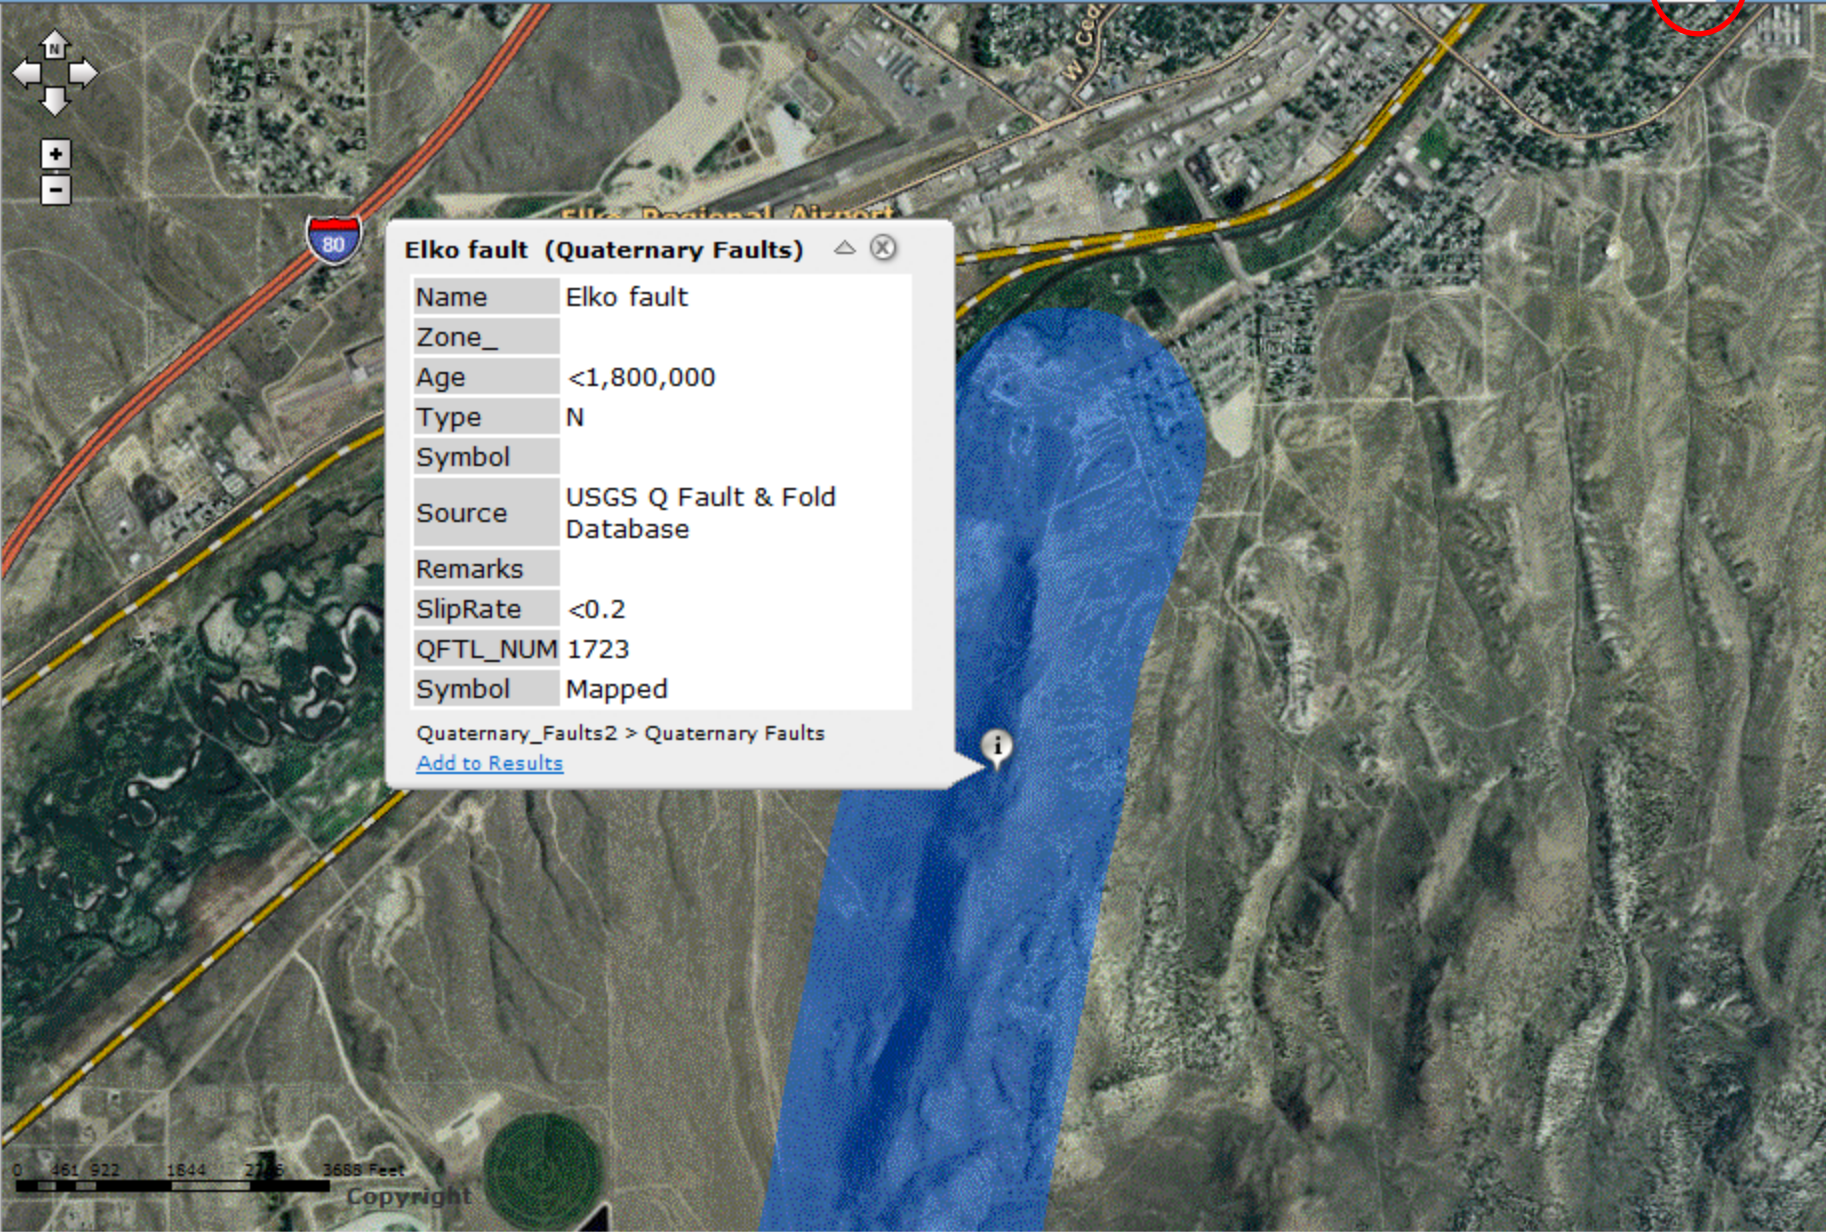 N
W Ced
+
-
80
Elko Regional Airport
Elko fault (Quaternary Faults)
Name Elko fault
Zone_
Age <1,800,000
Type N
Symbol
Source USGS Q Fault & Fold
Database
Remarks
SlipRate <0.2
QFTL_NUM 1723
Symbol Mapped
Quaternary_Faults2 > Quaternary Faults
Add to Results
i
0 461 922 1844 3688 Feet
Copyright